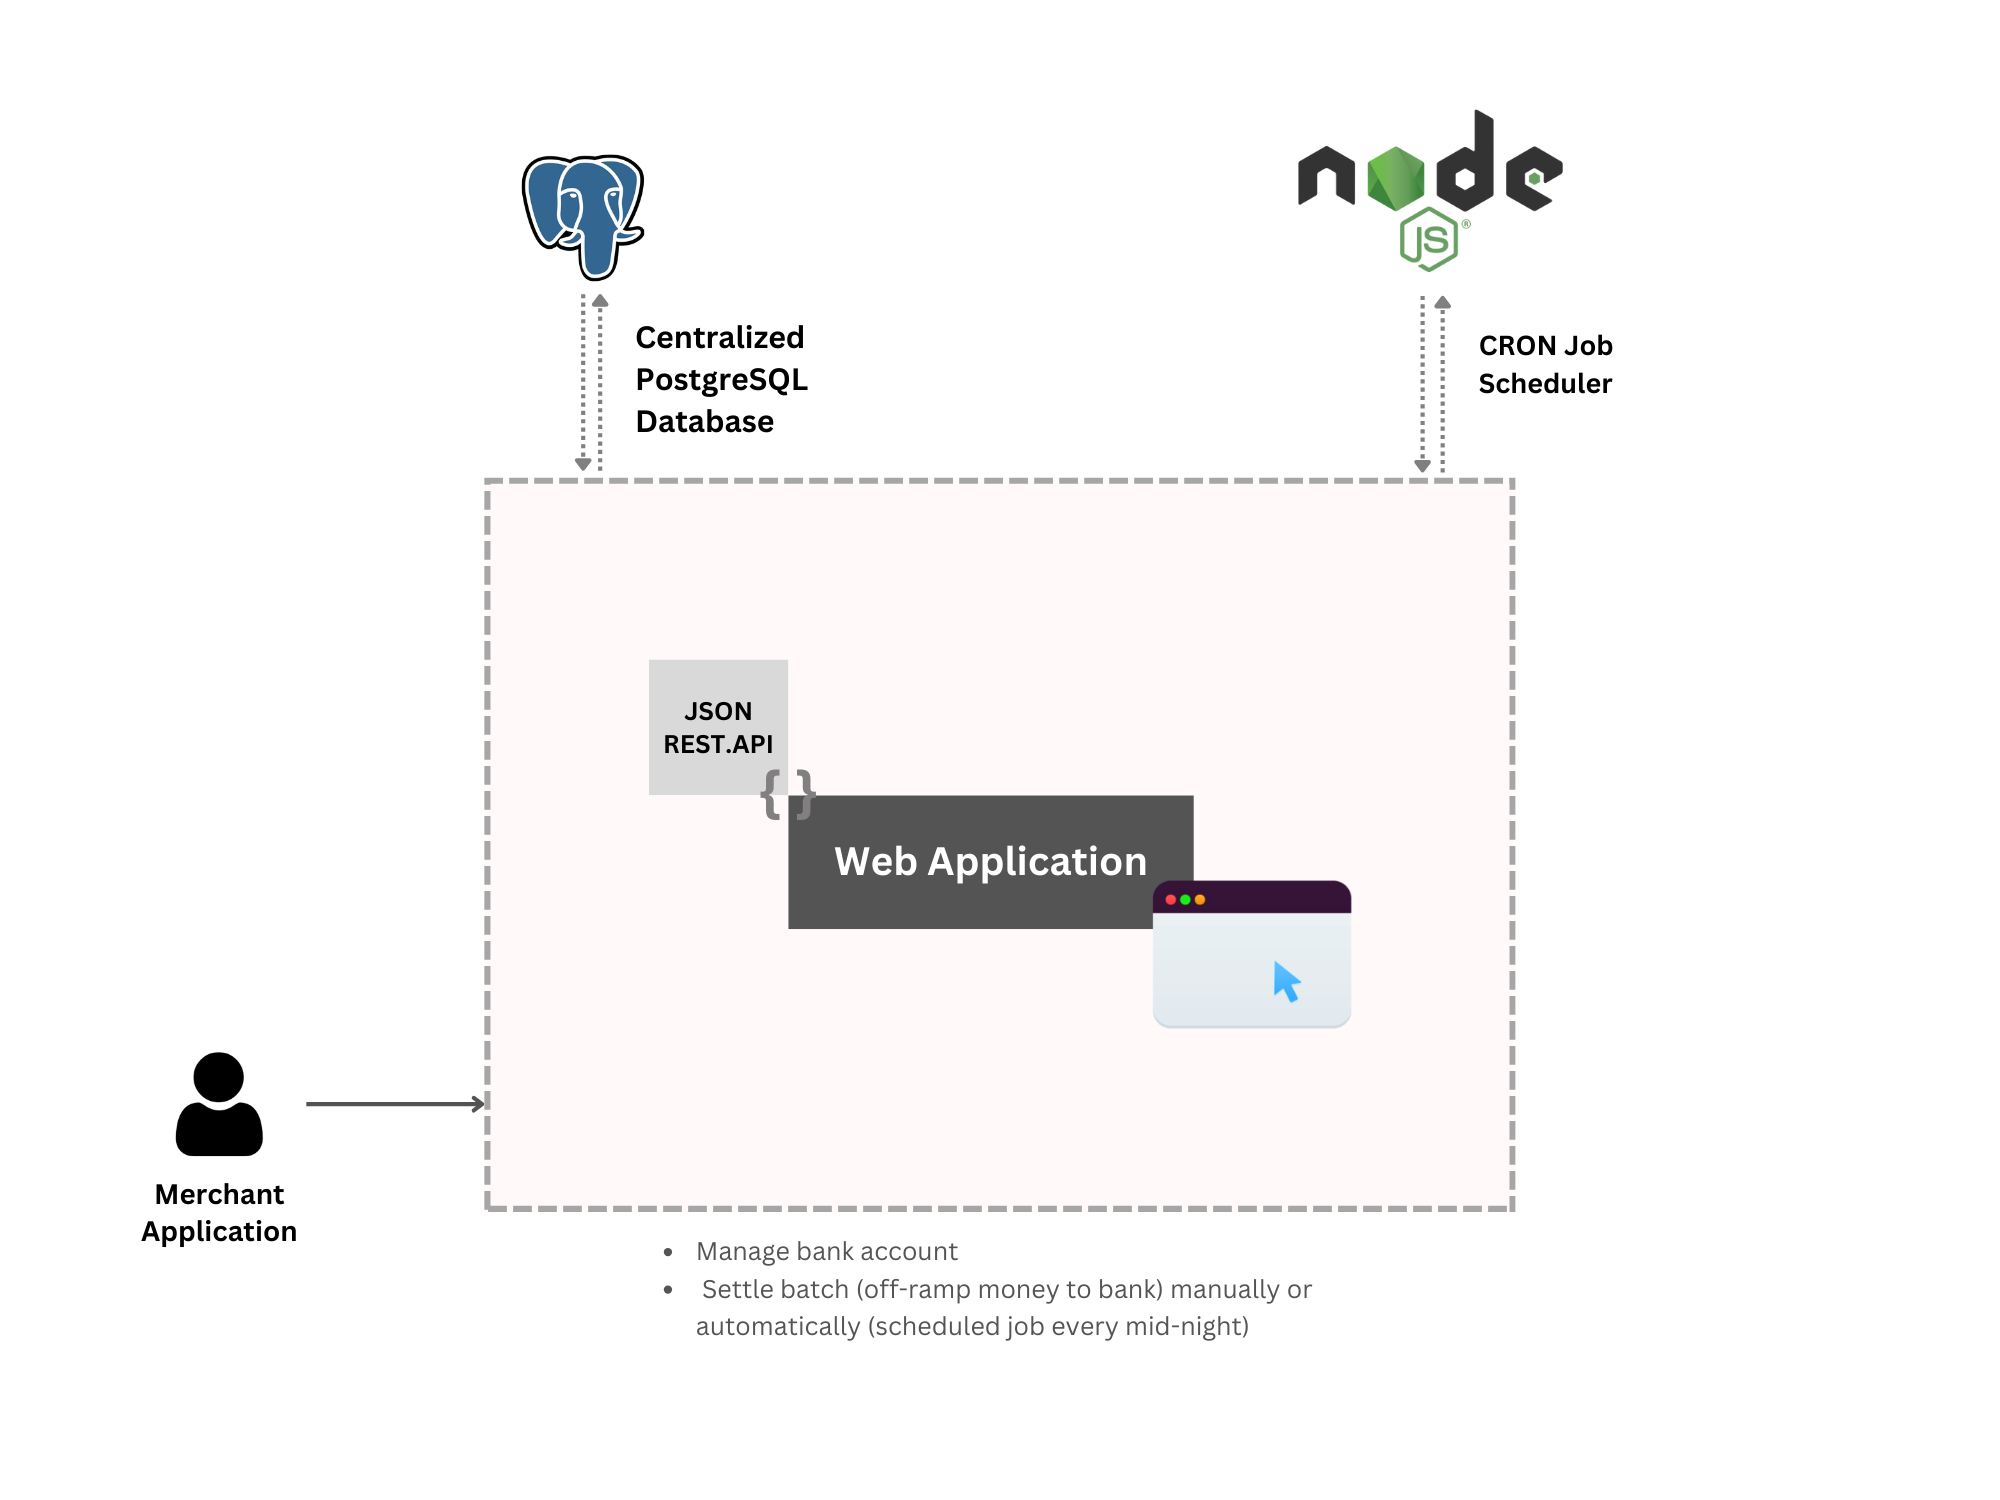 node
JS
®
Centralized
PostgreSQL
Database
CRON Job
Scheduler
JSON
REST.API
{ }
Web Application
Merchant
Application
• Manage bank account
• Settle batch (off-ramp money to bank) manually or
automatically (scheduled job every mid-night)